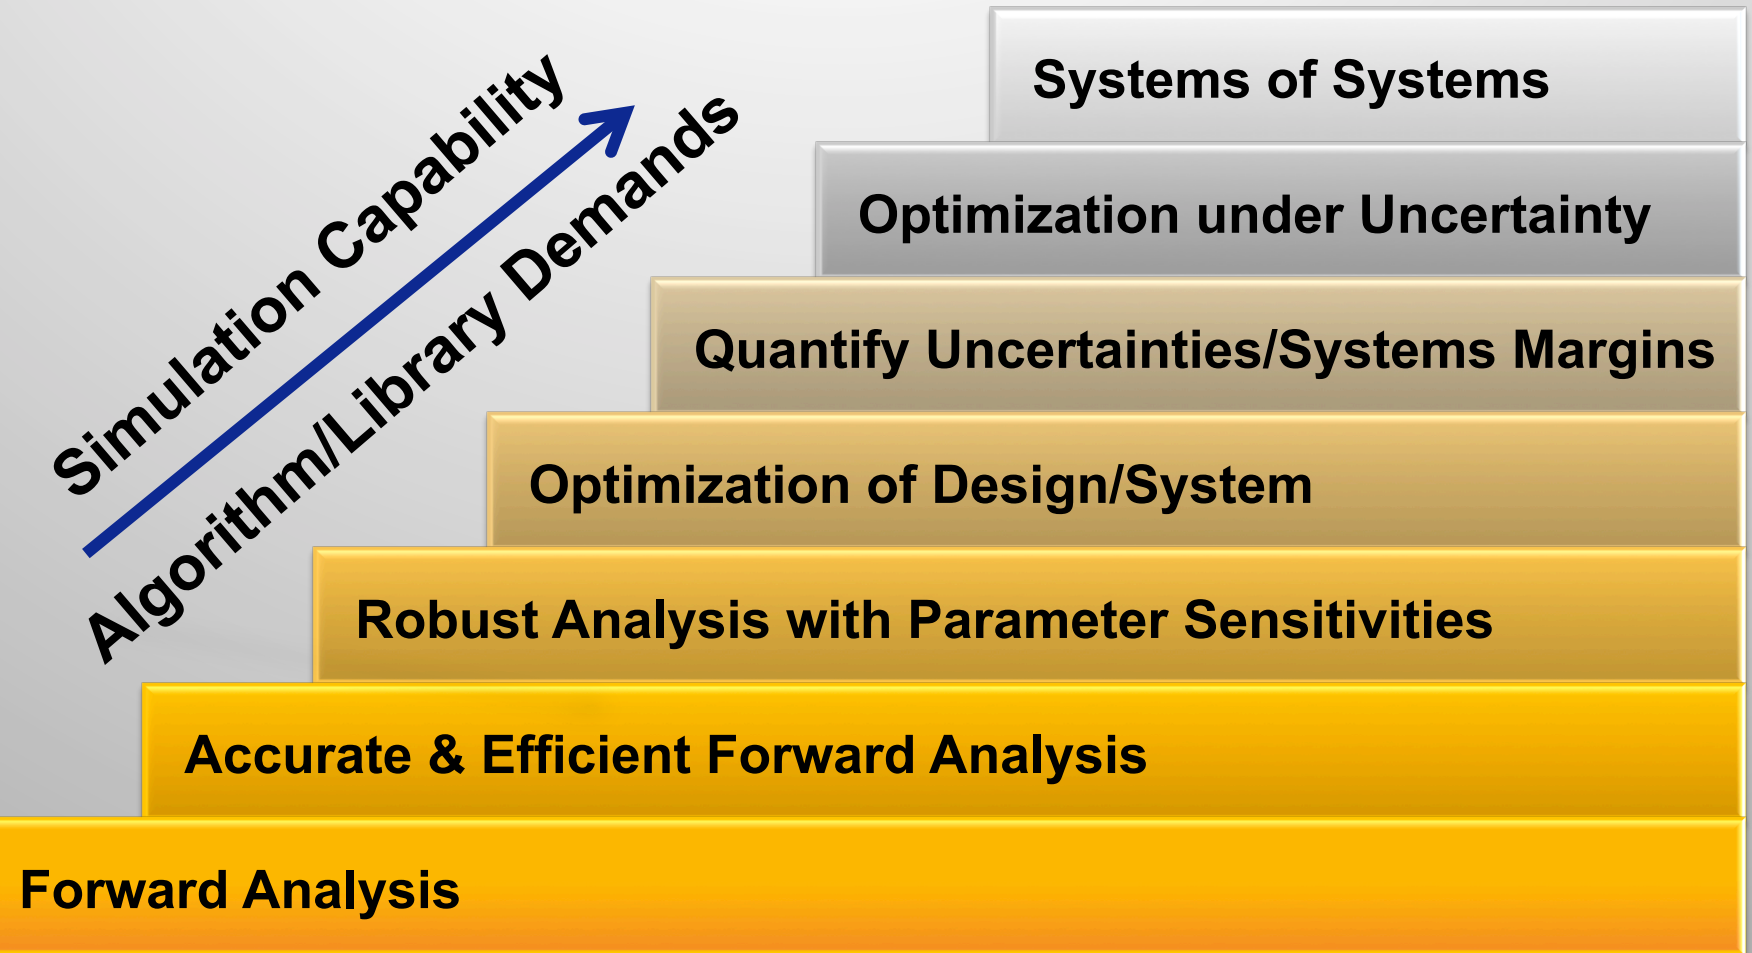 Simulation Capability
Algorithm/Library Demands
Systems of Systems
Optimization under Uncertainty
Quantify Uncertainties/Systems Margins
Optimization of Design/System
Robust Analysis with Parameter Sensitivities
Accurate & Efficient Forward Analysis
Forward Analysis